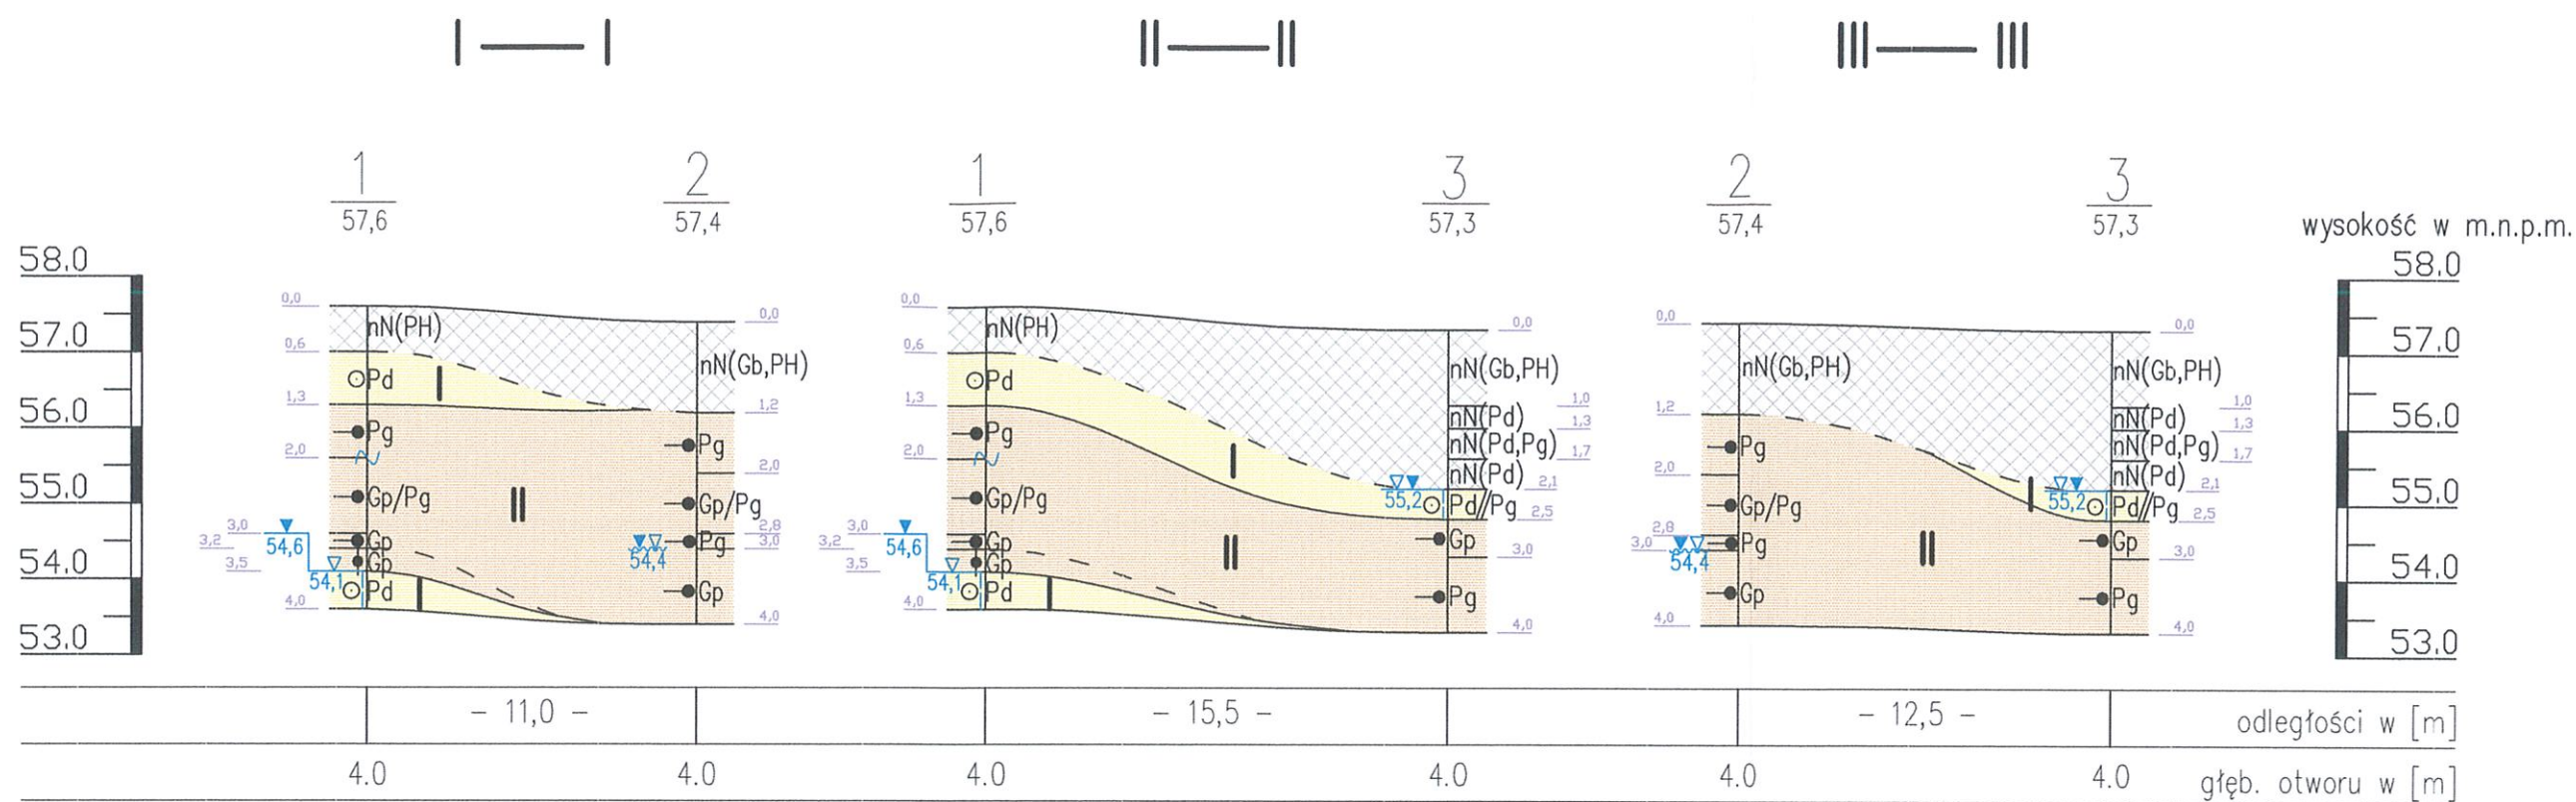 I — I II — II III — III
1 2 1 3 2 3
57,6 57,4 57,6 57,3 57,4 57,3 wysokość w m.n.p.m.
58.0 58.0
0,0 0,0 0,0 0,0 0,0 0,0
nN(PH) nN(PH)
57.0 57.0
0,6 nN(Gb,PH) 0,6 nN(Gb,PH) nN(Gb,PH) nN(Gb,PH)
Pd I Pd
1,3 1,2 1,3 1,0 1,2 1,0
56.0 nN(Pd) 1,3 nN(Pd) 1,3 56.0
Pg Pg Pg I nN(Pd,Pg) 1,7 Pg nN(Pd,Pg) 1,7
2,0 2,0 2,0 nN(Pd) 2,1 2,0 nN(Pd) 2,1
55.0 Gp/Pg II Gp/Pg Gp/Pg 55,2 Pd//Pg 2,5 Gp/Pg I 55,2 Pd//Pg 2,5 55.0
3,0 54,6 Gp 2,8 3,0 54,6 Gp II Gp 2,8 II Gp
3,2 Gp 54,4 Pg 3,0 3,2 Gp 3,0 3,0 54,4 Pg 3,0
3,5 54,1 3,5 54,1
54.0 54.0
Pd I Gp Pd I Pg Gp Pg
4,0 4,0 4,0 4,0 4,0 4,0
53.0 53.0
- 11,0 - - 15,5 - - 12,5 - odległości w [m]
4.0 4.0 4.0 4.0 4.0 4.0 głęb. otworu w [m]